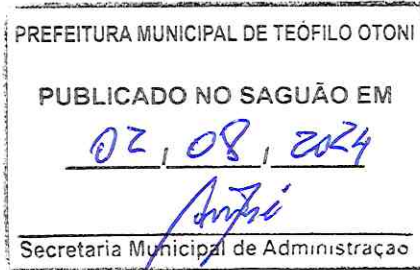 PREFEITURA MUNICIPAL DE TEÓFILO OTONI
PUBLICADO NO SAGUÃO EM
02, 08, 2024
Secretaria Municipal de Administração